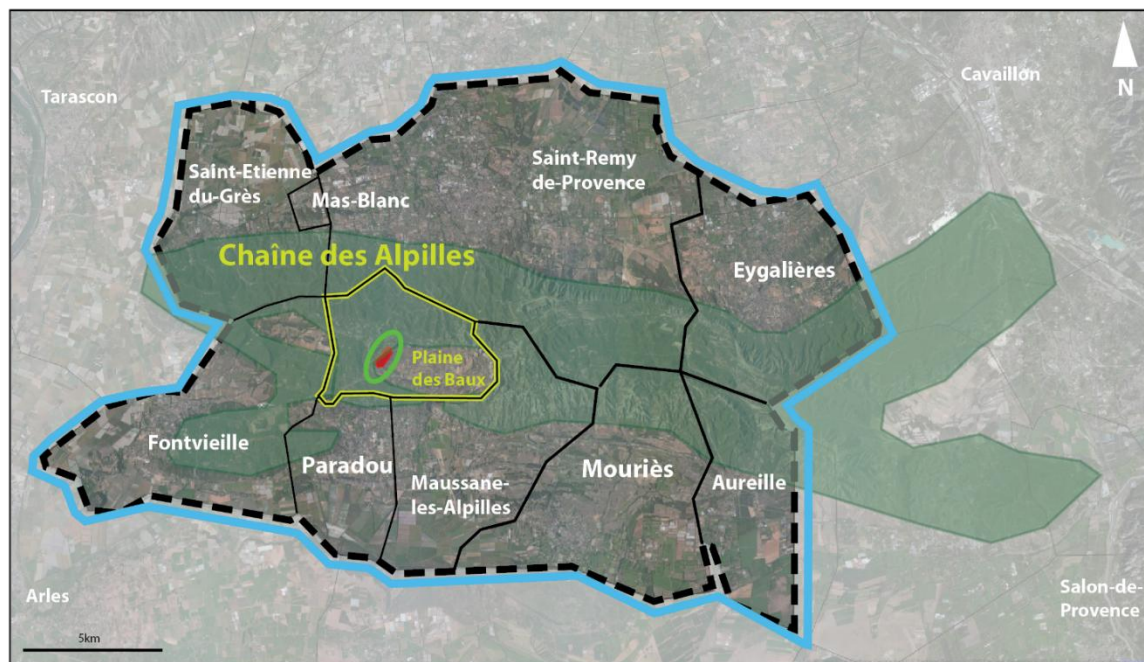 Tarascon
Cavaillon
N
Saint-Etienne
du-Grès
Mas-Blanc
Saint-Remy
de-Provence
Chaîne des Alpilles
Eygalières
Plaine
des Baux
Fontvieille
Paradou
Maussane-
les-Alpilles
Mouriès
Aureille
Arles
Salon-de-
Provence
5km